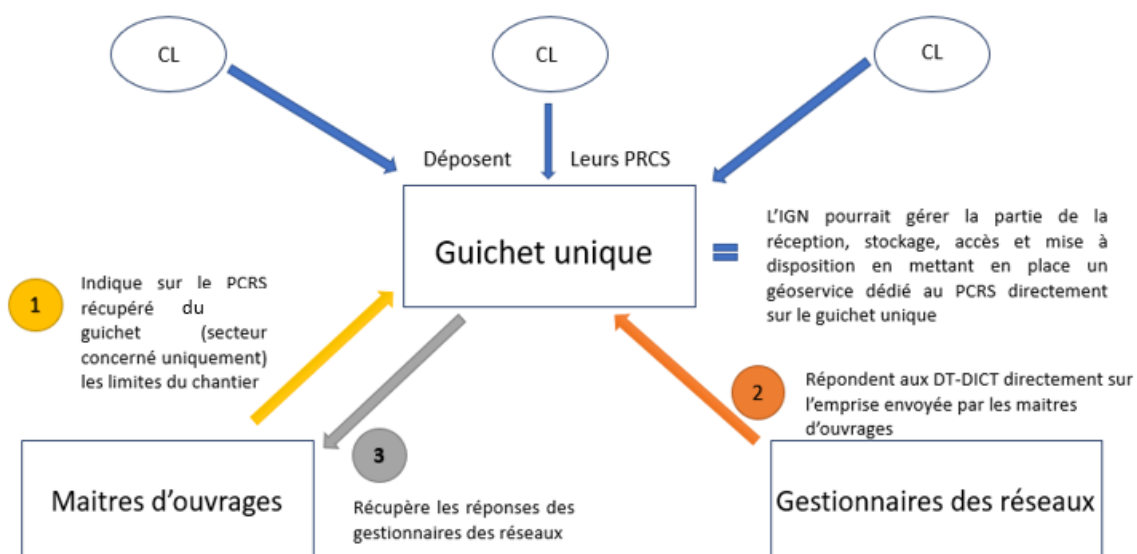 CL
CL
CL
Déposent
Leurs PRCS
Guichet unique
L'IGN pourrait gérer la partie de la
réception, stockage, accès et mise à
disposition en mettant en place un
géoservice dédié au PCRS directement
sur le guichet unique
1
Indique sur le PCRS
récupéré du
guichet (secteur
concerné uniquement)
les limites du chantier
2
Répondent aux DT-DICT directement sur
l'emprise envoyée par les maitres
d'ouvrages
3
Récupère les réponses des
gestionnaires des réseaux
Maitres d'ouvrages
Gestionnaires des réseaux